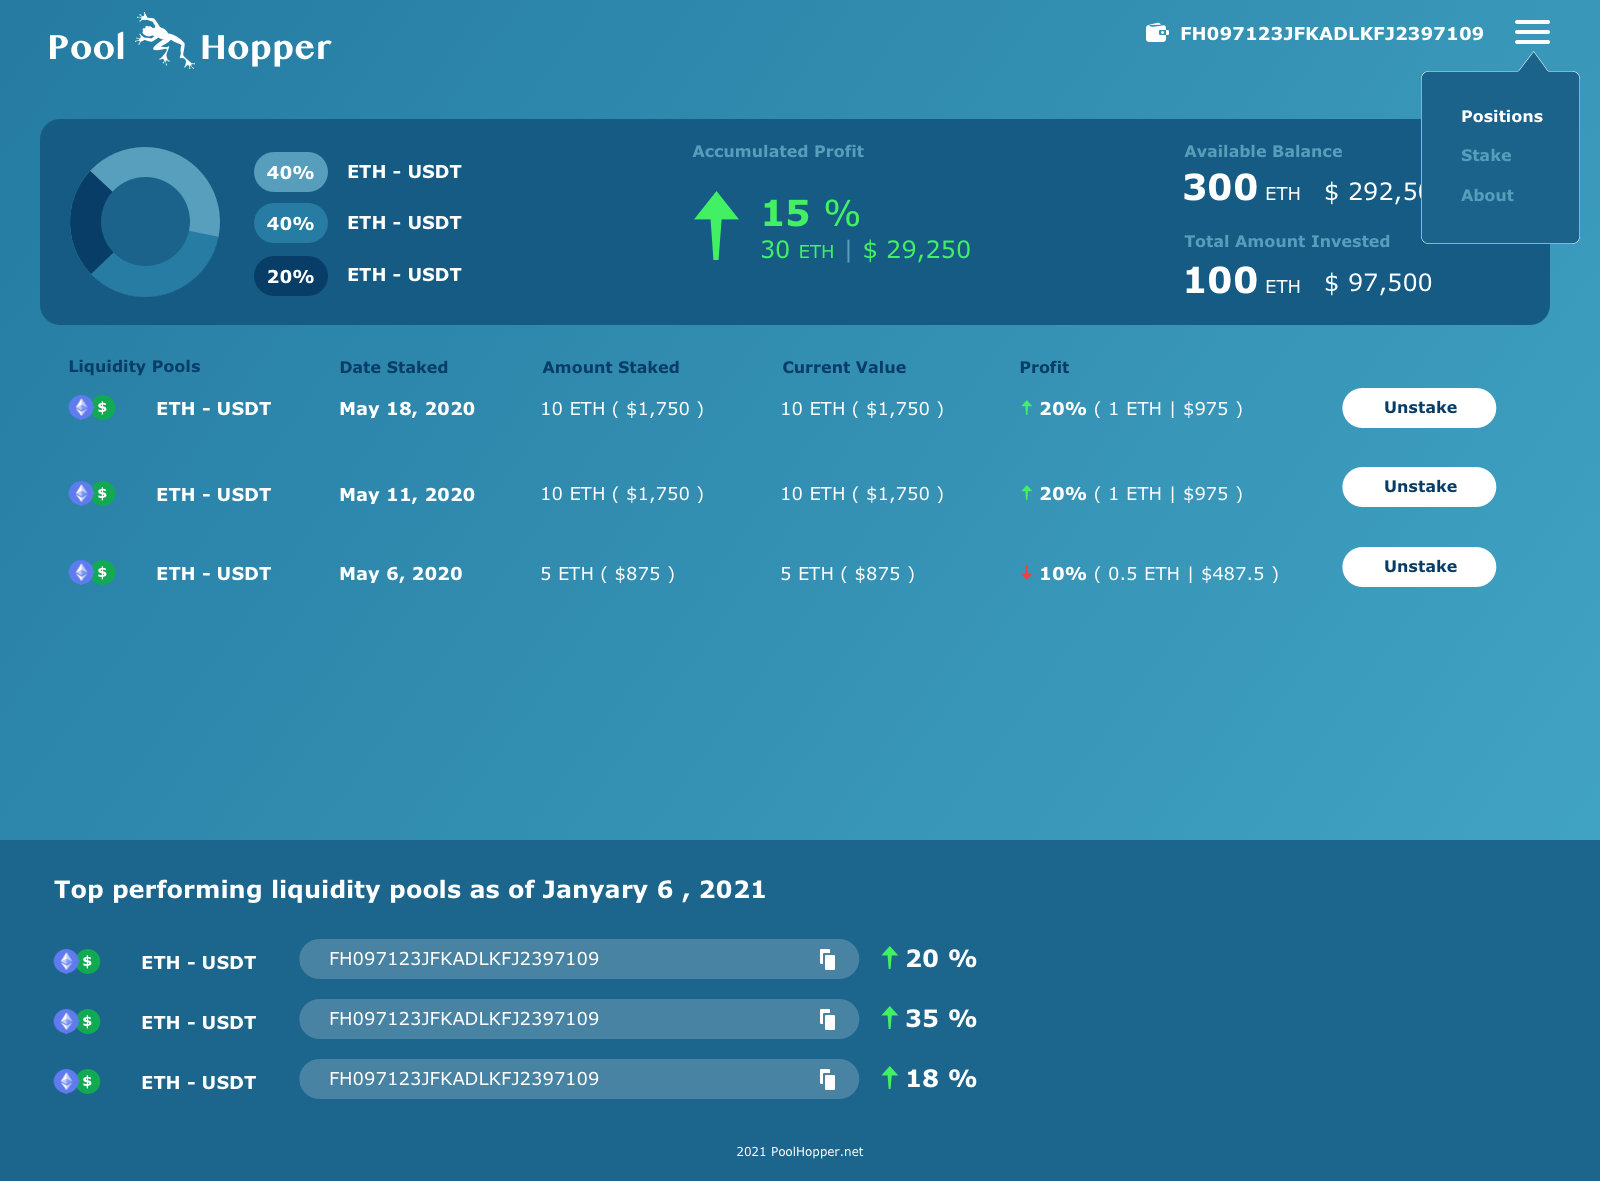 Pool Hopper
FH097123JFKADLKFJ2397109
Positions
Stake
About
40% ETH - USDT
40% ETH - USDT
20% ETH - USDT
Accumulated Profit
15 %
30 ETH | $ 29,250
Available Balance
300 ETH $ 292,50
Total Amount Invested
100 ETH $ 97,500
Liquidity Pools Date Staked Amount Staked Current Value Profit
$ ETH - USDT May 18, 2020 10 ETH ( $1,750 ) 10 ETH ( $1,750 ) 20% ( 1 ETH | $975 ) Unstake
$ ETH - USDT May 11, 2020 10 ETH ( $1,750 ) 10 ETH ( $1,750 ) 20% ( 1 ETH | $975 ) Unstake
$ ETH - USDT May 6, 2020 5 ETH ( $875 ) 5 ETH ( $875 ) 10% ( 0.5 ETH | $487.5 ) Unstake
Top performing liquidity pools as of Janyary 6 , 2021
$ ETH - USDT FH097123JFKADLKFJ2397109 20 %
$ ETH - USDT FH097123JFKADLKFJ2397109 35 %
$ ETH - USDT FH097123JFKADLKFJ2397109 18 %
2021 PoolHopper.net